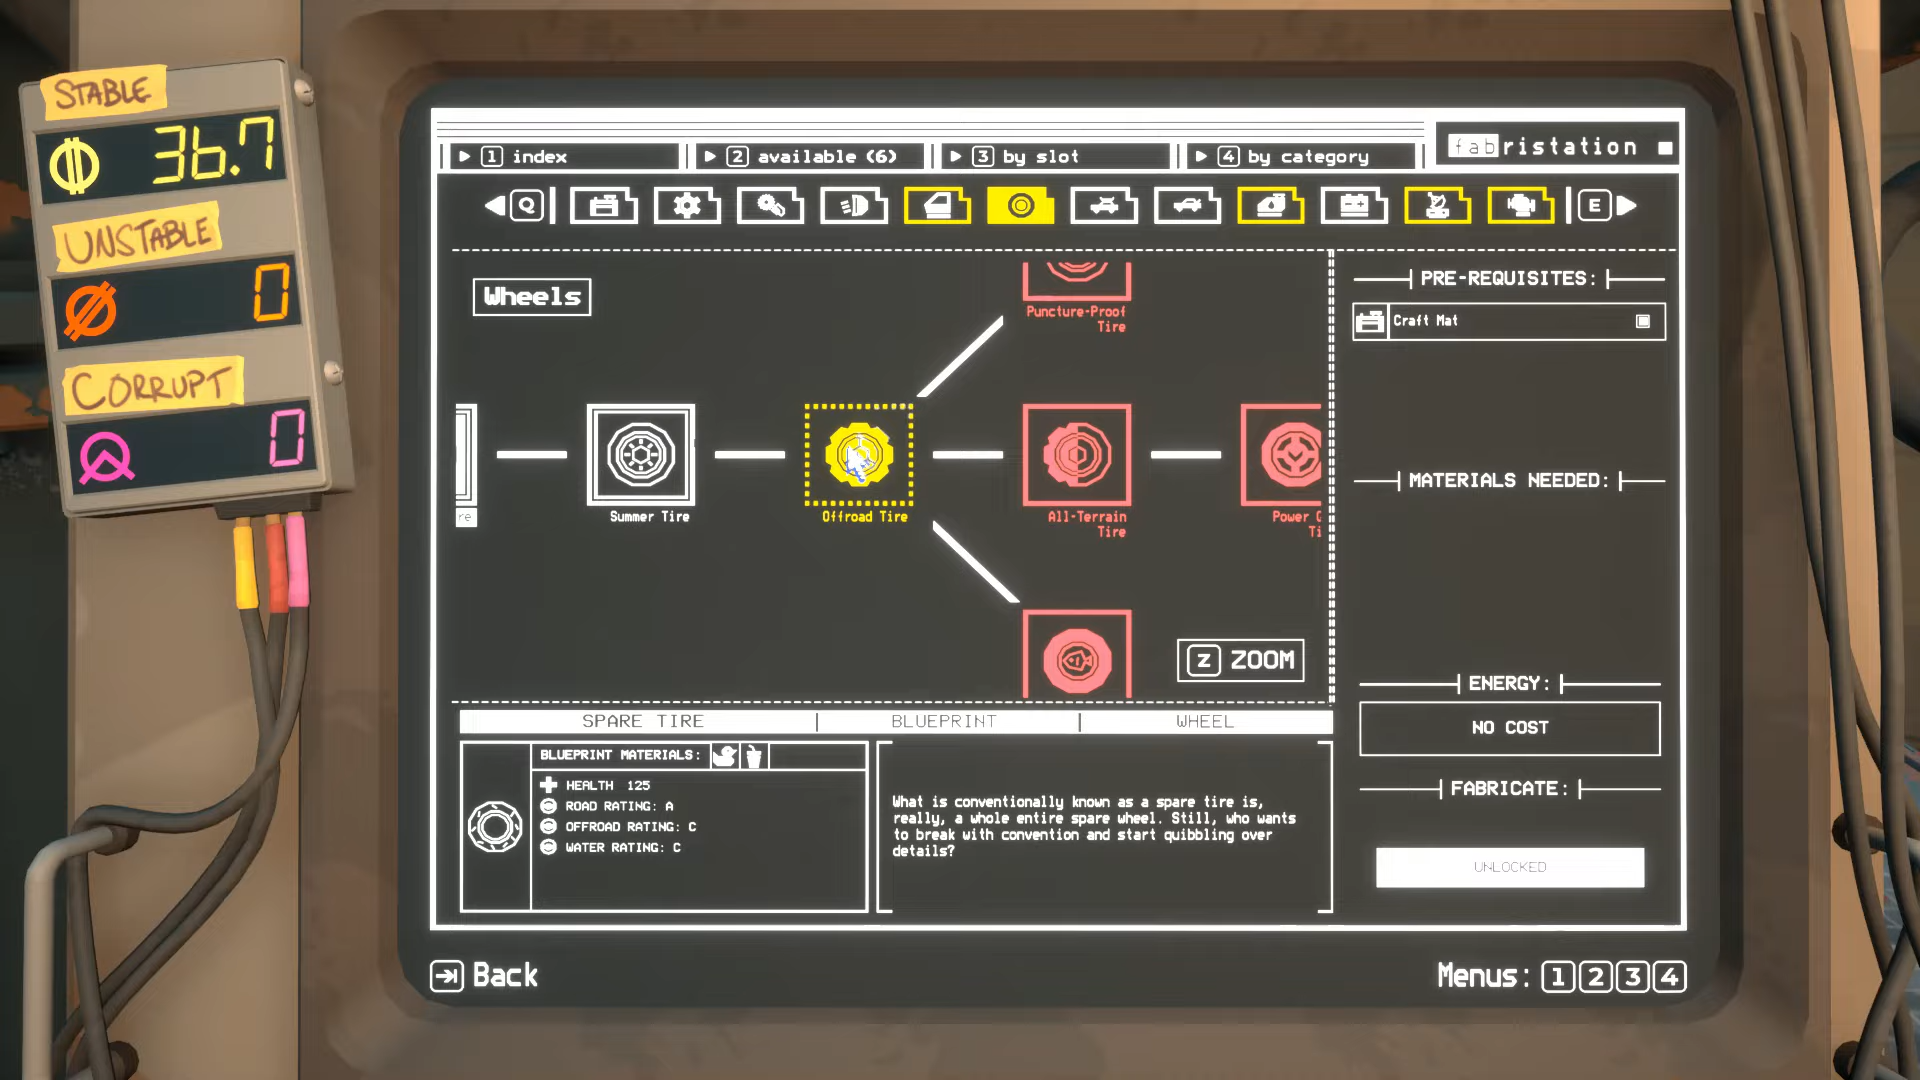 STABLE
36.7
UNSTABLE
0
CORRUPT
0
1 index
2 available (6)
3 by slot
4 by category
fabristation
Q
E
Wheels
Puncture-Proof
Tire
re
Summer Tire
Offroad Tire
All-Terrain
Tire
Power G
Ti
Z ZOOM
PRE-REQUISITES:
Craft Mat
MATERIALS NEEDED:
ENERGY:
NO COST
FABRICATE:
UNLOCKED
SPARE TIRE | BLUEPRINT | WHEEL
BLUEPRINT MATERIALS:
HEALTH 125
ROAD RATING: A
OFFROAD RATING: C
WATER RATING: C
What is conventionally known as a spare tire is,
really, a whole entire spare wheel. Still, who wants
to break with convention and start quibbling over
details?
Back
Menus: 1 2 3 4